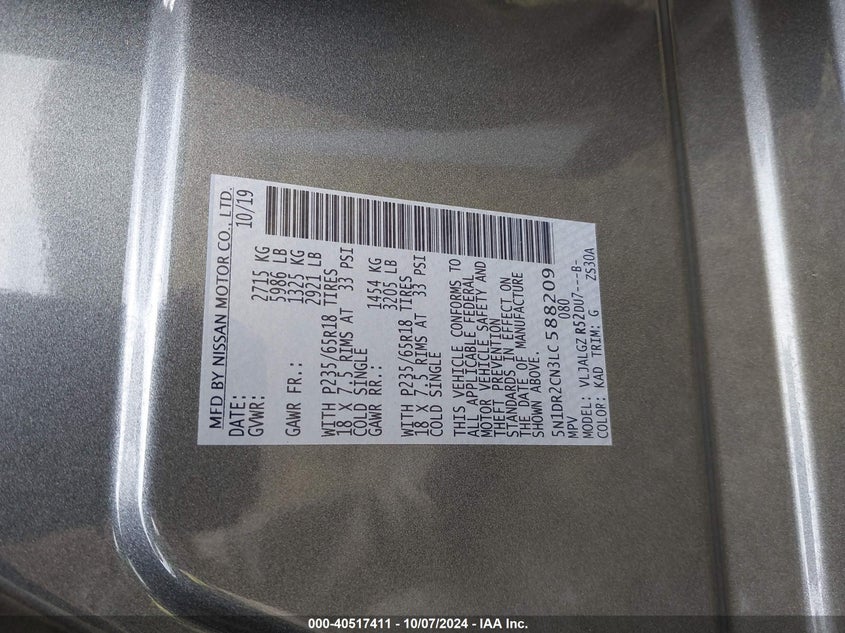 MFD BY NISSAN MOTOR CO., LTD.
DATE: 10/19
GVWR: 2715 KG
5986 LB
GAWR FR.: 1325 KG
2921 LB
WITH P235/65R18 TIRES
18 X 7.5 RIMS AT 33 PSI
COLD SINGLE
GAWR RR.: 1454 KG
3205 LB
WITH P235/65R18 TIRES
18 X 7.5 RIMS AT 33 PSI
COLD SINGLE
THIS VEHICLE CONFORMS TO
ALL APPLICABLE FEDERAL
MOTOR VEHICLE SAFETY AND
THEFT PREVENTION
STANDARDS IN EFFECT ON
THE DATE OF MANUFACTURE
SHOWN ABOVE.
5N1DR2CN3LC588209
MPV 080
MODEL: VLJALGZ R52DU7---B-
COLOR: KAD TRIM: G ZS30A
000-40517411 - 10/07/2024 - IAA Inc.